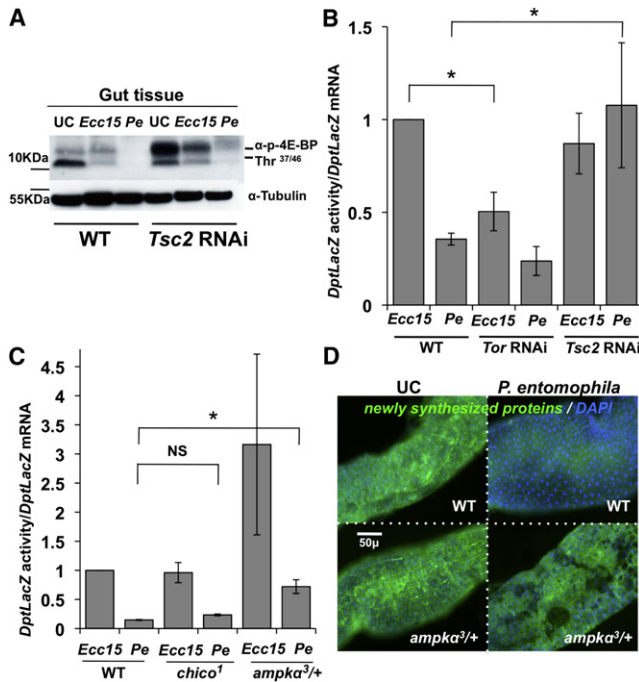 A
Gut tissue
UC Ecc15 Pe UC Ecc15 Pe
α-p-4E-BP
Thr 37/46
10KDa
55KDa
α-Tubulin
WT Tsc2 RNAi
B
DptLacZ activity/DptLacZ mRNA
1.5
1
0.5
0
*
*
Ecc15 Pe Ecc15 Pe Ecc15 Pe
WT Tor RNAi Tsc2 RNAi
C
DptLacZ activity/DptLacZ mRNA
4.5
4
3.5
3
2.5
2
1.5
1
0.5
0
*
NS
Ecc15 Pe Ecc15 Pe Ecc15 Pe
WT chico1 ampkα3/+
D
UC P. entomophila
newly synthesized proteins / DAPI
WT WT
50μ
ampkα3/+ ampkα3/+